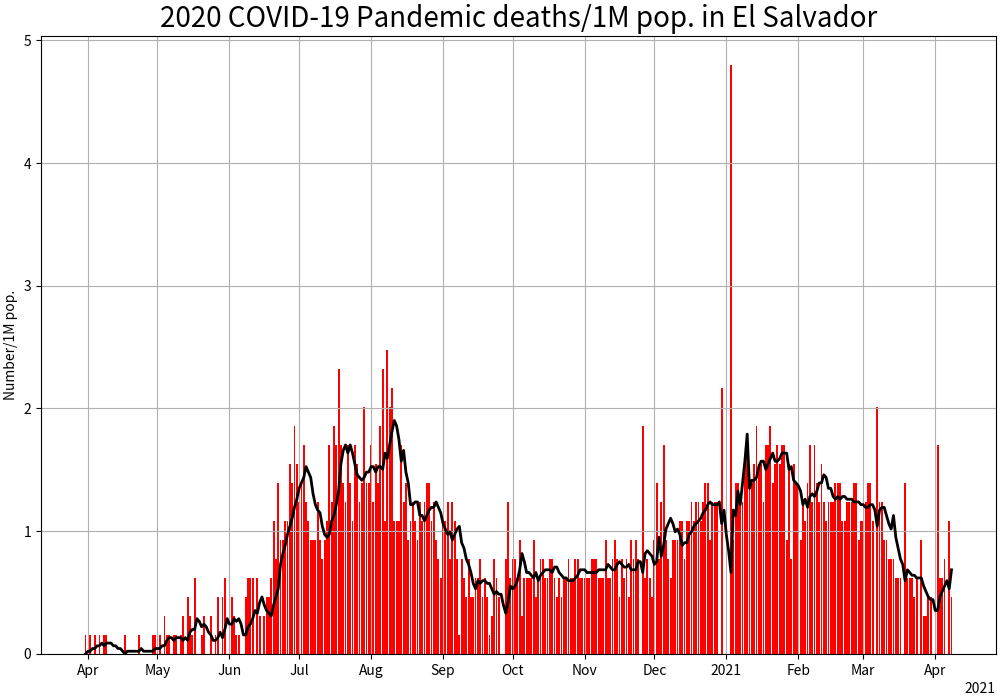 2020 COVID-19 Pandemic deaths/1M pop. in El Salvador
Number/1M pop.
5
4
3
2
1
0
Apr May Jun Jul Aug Sep Oct Nov Dec 2021 Feb Mar Apr
2021